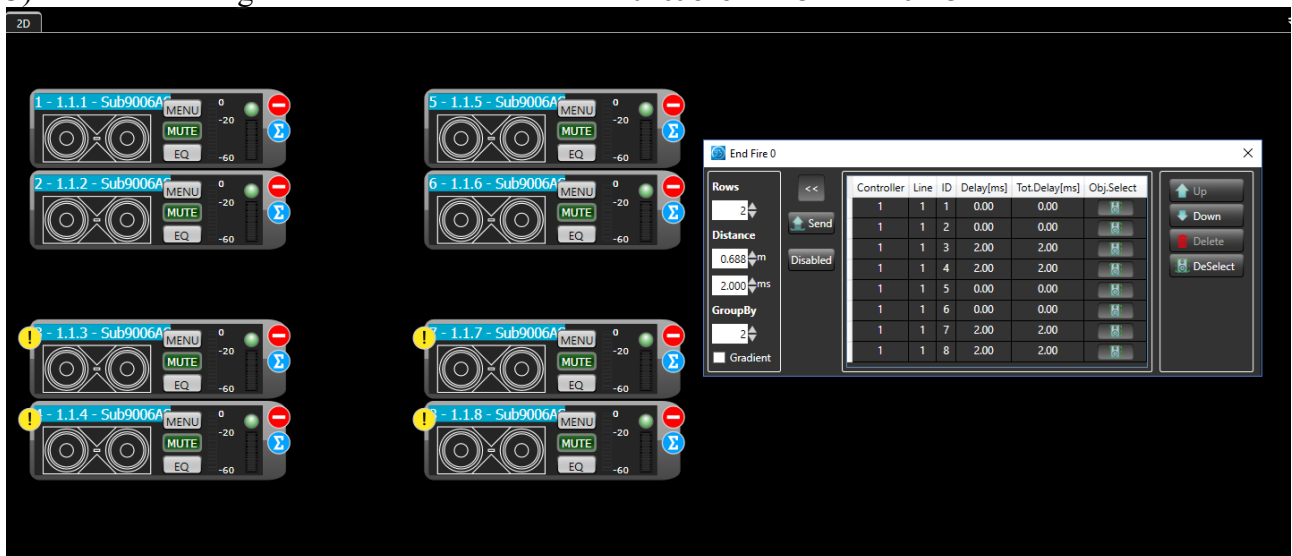 2D
1 - 1.1.1 - Sub9006A
MENU
0
-20
MUTE
EQ
-60
2 - 1.1.2 - Sub9006A
MENU
0
-20
MUTE
EQ
-60
5 - 1.1.5 - Sub9006A
MENU
0
-20
MUTE
EQ
-60
6 - 1.1.6 - Sub9006A
MENU
0
-20
MUTE
EQ
-60
! - 1.1.3 - Sub9006A
MENU
0
-20
MUTE
EQ
-60
! - 1.1.4 - Sub9006A
MENU
0
-20
MUTE
EQ
-60
! - 1.1.7 - Sub9006A
MENU
0
-20
MUTE
EQ
-60
! - 1.1.8 - Sub9006A
MENU
0
-20
MUTE
EQ
-60
End Fire 0
Rows
2
Distance
0.688 m
2.000 ms
GroupBy
2
Gradient
<<
Send
Disabled
Controller Line ID Delay[ms] Tot.Delay[ms] Obj.Select
1 1 1 0.00 0.00
1 1 2 0.00 0.00
1 1 3 2.00 2.00
1 1 4 2.00 2.00
1 1 5 0.00 0.00
1 1 6 0.00 0.00
1 1 7 2.00 2.00
1 1 8 2.00 2.00
Up
Down
Delete
DeSelect